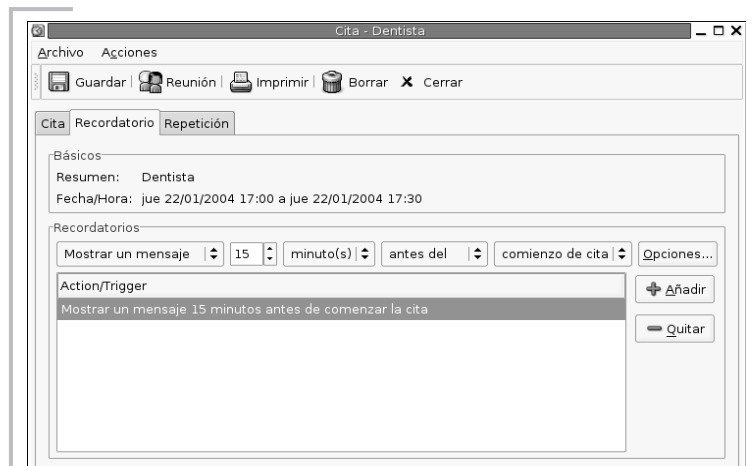 Cita - Dentista
Archivo Acciones
Guardar Reunión Imprimir Borrar Cerrar
Cita Recordatorio Repetición
Básicos
Resumen: Dentista
Fecha/Hora: jue 22/01/2004 17:00 a jue 22/01/2004 17:30
Recordatorios
Mostrar un mensaje 15 minuto(s) antes del comienzo de cita Opciones...
Action/Trigger
Añadir
Mostrar un mensaje 15 minutos antes de comenzar la cita
Quitar